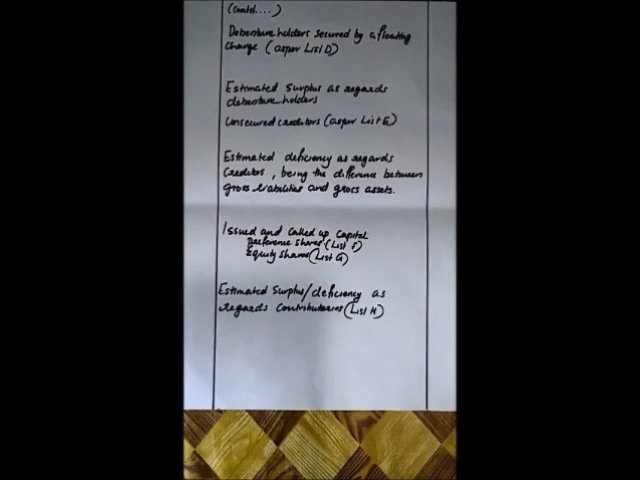 (Contd....)
Debenture holders secured by a floating
charge (as per List D)
Estimated Surplus as regards
debenture holders
Unsecured creditors (as per List E)
Estimated deficiency as regards
Creditors, being the difference between
gross liabilities and gross assets.
Issued and Called up Capital
Preference Shares (List F)
Equity Shares (List G)
Estimated Surplus/deficiency as
regards Contributories (List H)